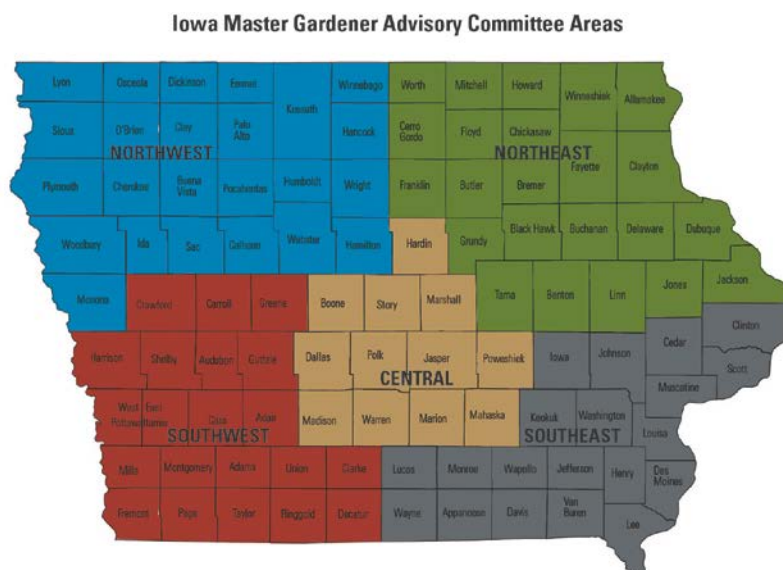 Iowa Master Gardener Advisory Committee Areas
Lyon
Osceola
Dickinson
Emmet
Kossuth
Winnebago
Worth
Mitchell
Howard
Winneshiek
Allamakee
Sioux
O'Brien
Clay
Palo
Alto
Hancock
Cerro
Gordo
Floyd
Chickasaw
NORTHWEST
NORTHEAST
Fayette
Clayton
Plymouth
Cherokee
Buena
Vista
Pocahontas
Humboldt
Wright
Franklin
Butler
Bremer
Woodbury
Ida
Sac
Calhoun
Webster
Hamilton
Hardin
Grundy
Black Hawk
Buchanan
Delaware
Dubuque
Monona
Crawford
Carroll
Greene
Boone
Story
Marshall
Tama
Benton
Linn
Jones
Jackson
Harrison
Shelby
Audubon
Guthrie
Dallas
Polk
Jasper
Poweshiek
Iowa
Johnson
Cedar
Clinton
Scott
CENTRAL
Muscatine
West
Pottawattamie
East
Cass
Adair
Madison
Warren
Marion
Mahaska
Keokuk
Washington
Louisa
SOUTHWEST
SOUTHEAST
Mills
Montgomery
Adams
Union
Clarke
Lucas
Monroe
Wapello
Jefferson
Henry
Des
Moines
Fremont
Page
Taylor
Ringgold
Decatur
Wayne
Appanoose
Davis
Van
Buren
Lee